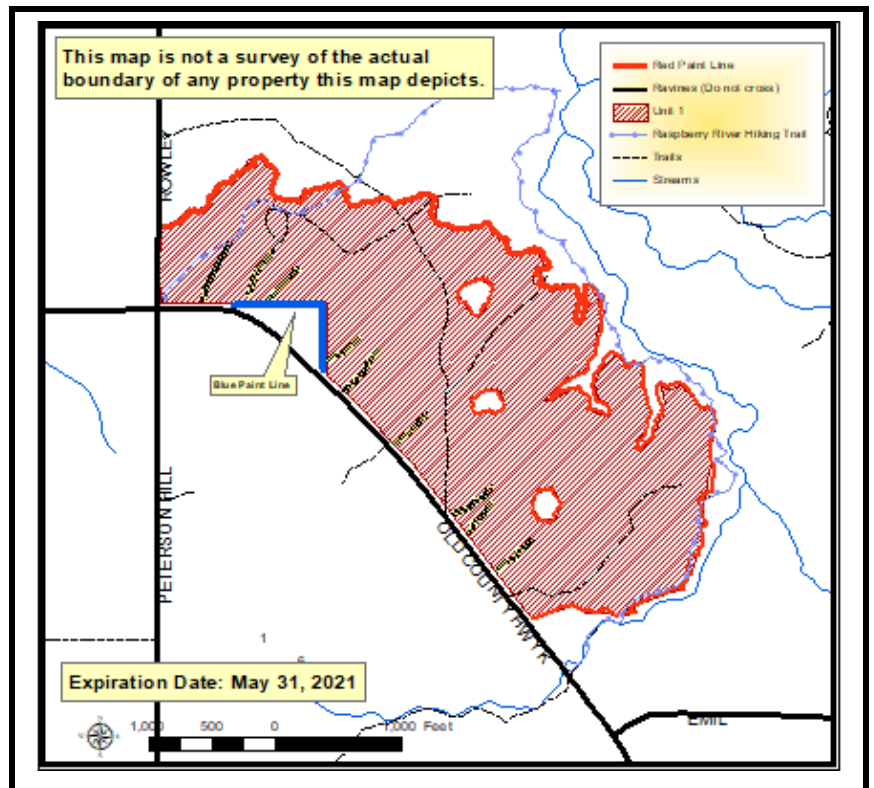 This map is not a survey of the actual
boundary of any property this map depicts.
Red Paint Line
Ravines (Do not cross)
Unit 1
Raspberry River Hiking Trail
Trails
Streams
ROWLEY
Blue Paint Line
PETERSON HILL
OLD COUNTY HWY K
1
6
Expiration Date: May 31, 2021
1,000 500 0 1,000 Feet
EMIL